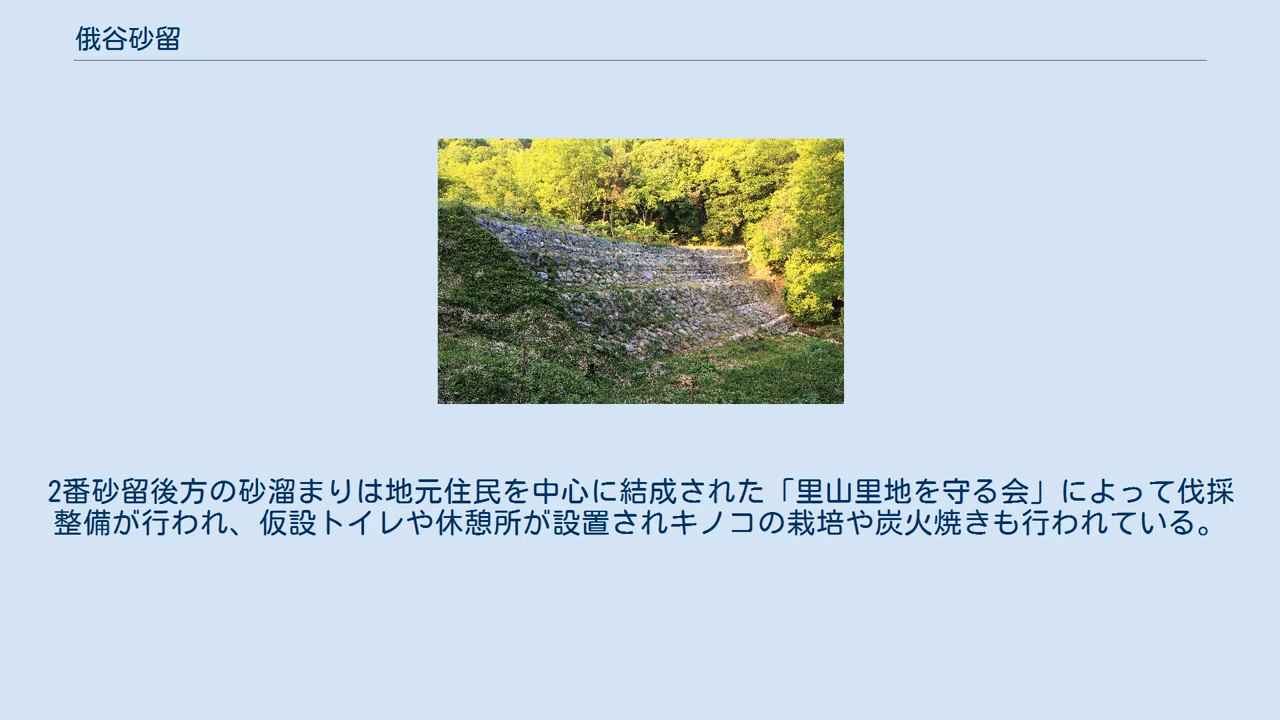 俄谷砂留
2番砂留後方の砂溜まりは地元住民を中心に結成された「里山里地を守る会」によって伐採
整備が行われ、仮設トイレや休憩所が設置されキノコの栽培や炭火焼きも行われている。